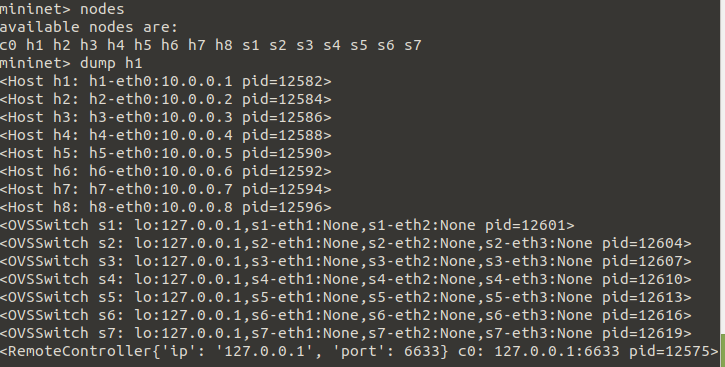 mininet> nodes
available nodes are:
c0 h1 h2 h3 h4 h5 h6 h7 h8 s1 s2 s3 s4 s5 s6 s7
mininet> dump h1
<Host h1: h1-eth0:10.0.0.1 pid=12582>
<Host h2: h2-eth0:10.0.0.2 pid=12584>
<Host h3: h3-eth0:10.0.0.3 pid=12586>
<Host h4: h4-eth0:10.0.0.4 pid=12588>
<Host h5: h5-eth0:10.0.0.5 pid=12590>
<Host h6: h6-eth0:10.0.0.6 pid=12592>
<Host h7: h7-eth0:10.0.0.7 pid=12594>
<Host h8: h8-eth0:10.0.0.8 pid=12596>
<OVSSwitch s1: lo:127.0.0.1,s1-eth1:None,s1-eth2:None pid=12601>
<OVSSwitch s2: lo:127.0.0.1,s2-eth1:None,s2-eth2:None,s2-eth3:None pid=12604>
<OVSSwitch s3: lo:127.0.0.1,s3-eth1:None,s3-eth2:None,s3-eth3:None pid=12607>
<OVSSwitch s4: lo:127.0.0.1,s4-eth1:None,s4-eth2:None,s4-eth3:None pid=12610>
<OVSSwitch s5: lo:127.0.0.1,s5-eth1:None,s5-eth2:None,s5-eth3:None pid=12613>
<OVSSwitch s6: lo:127.0.0.1,s6-eth1:None,s6-eth2:None,s6-eth3:None pid=12616>
<OVSSwitch s7: lo:127.0.0.1,s7-eth1:None,s7-eth2:None,s7-eth3:None pid=12619>
<RemoteController{'ip': '127.0.0.1', 'port': 6633} c0: 127.0.0.1:6633 pid=12575>